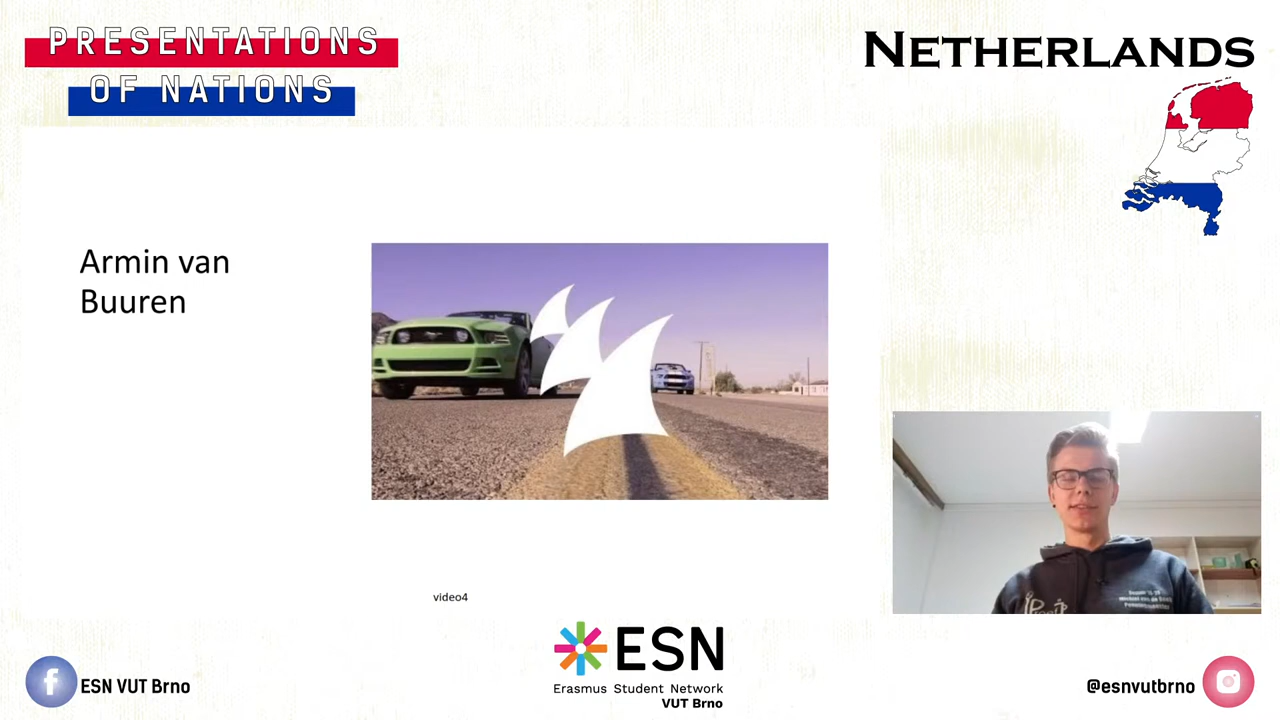 PRESENTATIONS
OF NATIONS
NETHERLANDS
Armin van
Buuren
video4
ESN
Erasmus Student Network
VUT Brno
ESN VUT Brno
@esnvutbrno